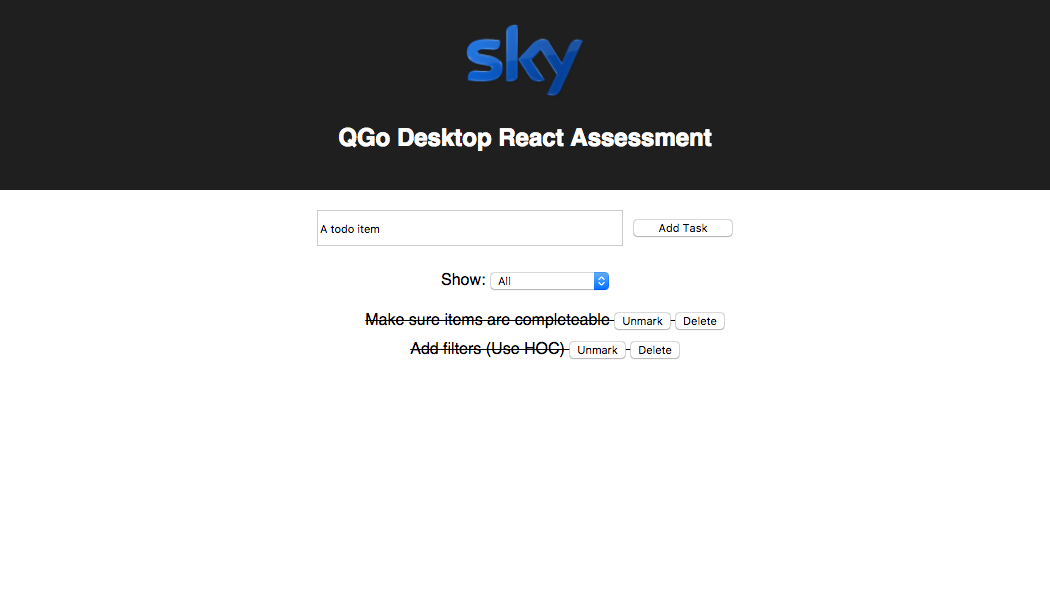 sky
QGo Desktop React Assessment
A todo item Add Task
Show: All
Make sure items are completeable Unmark Delete
Add filters (Use HOC) Unmark Delete